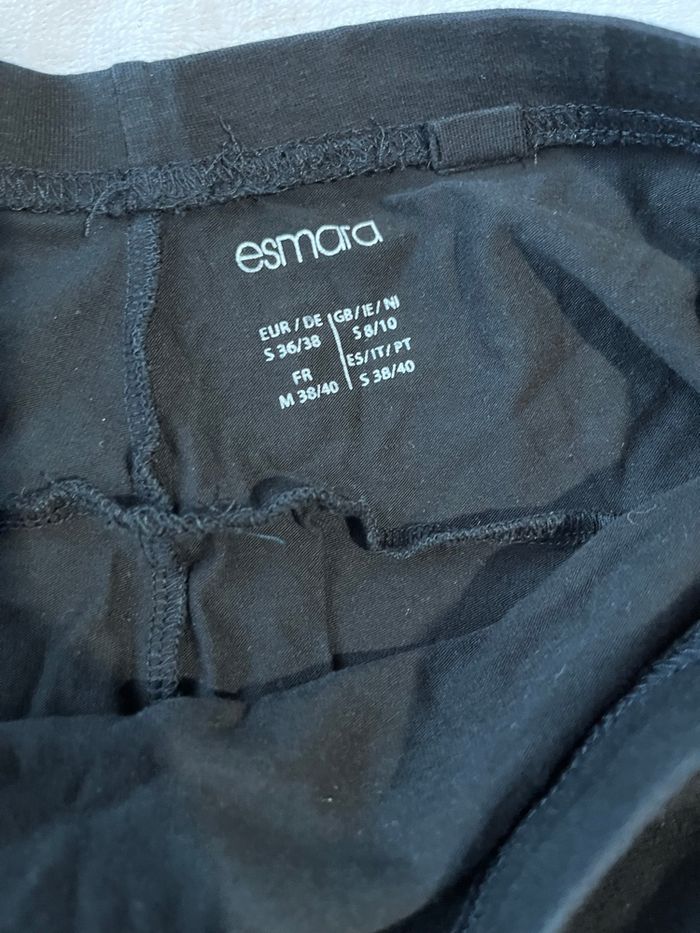 esmara
EUR/DE | GB/IE/NI
S 36/38 | S 8/10
FR | ES/IT/PT
M 38/40 | S 38/40